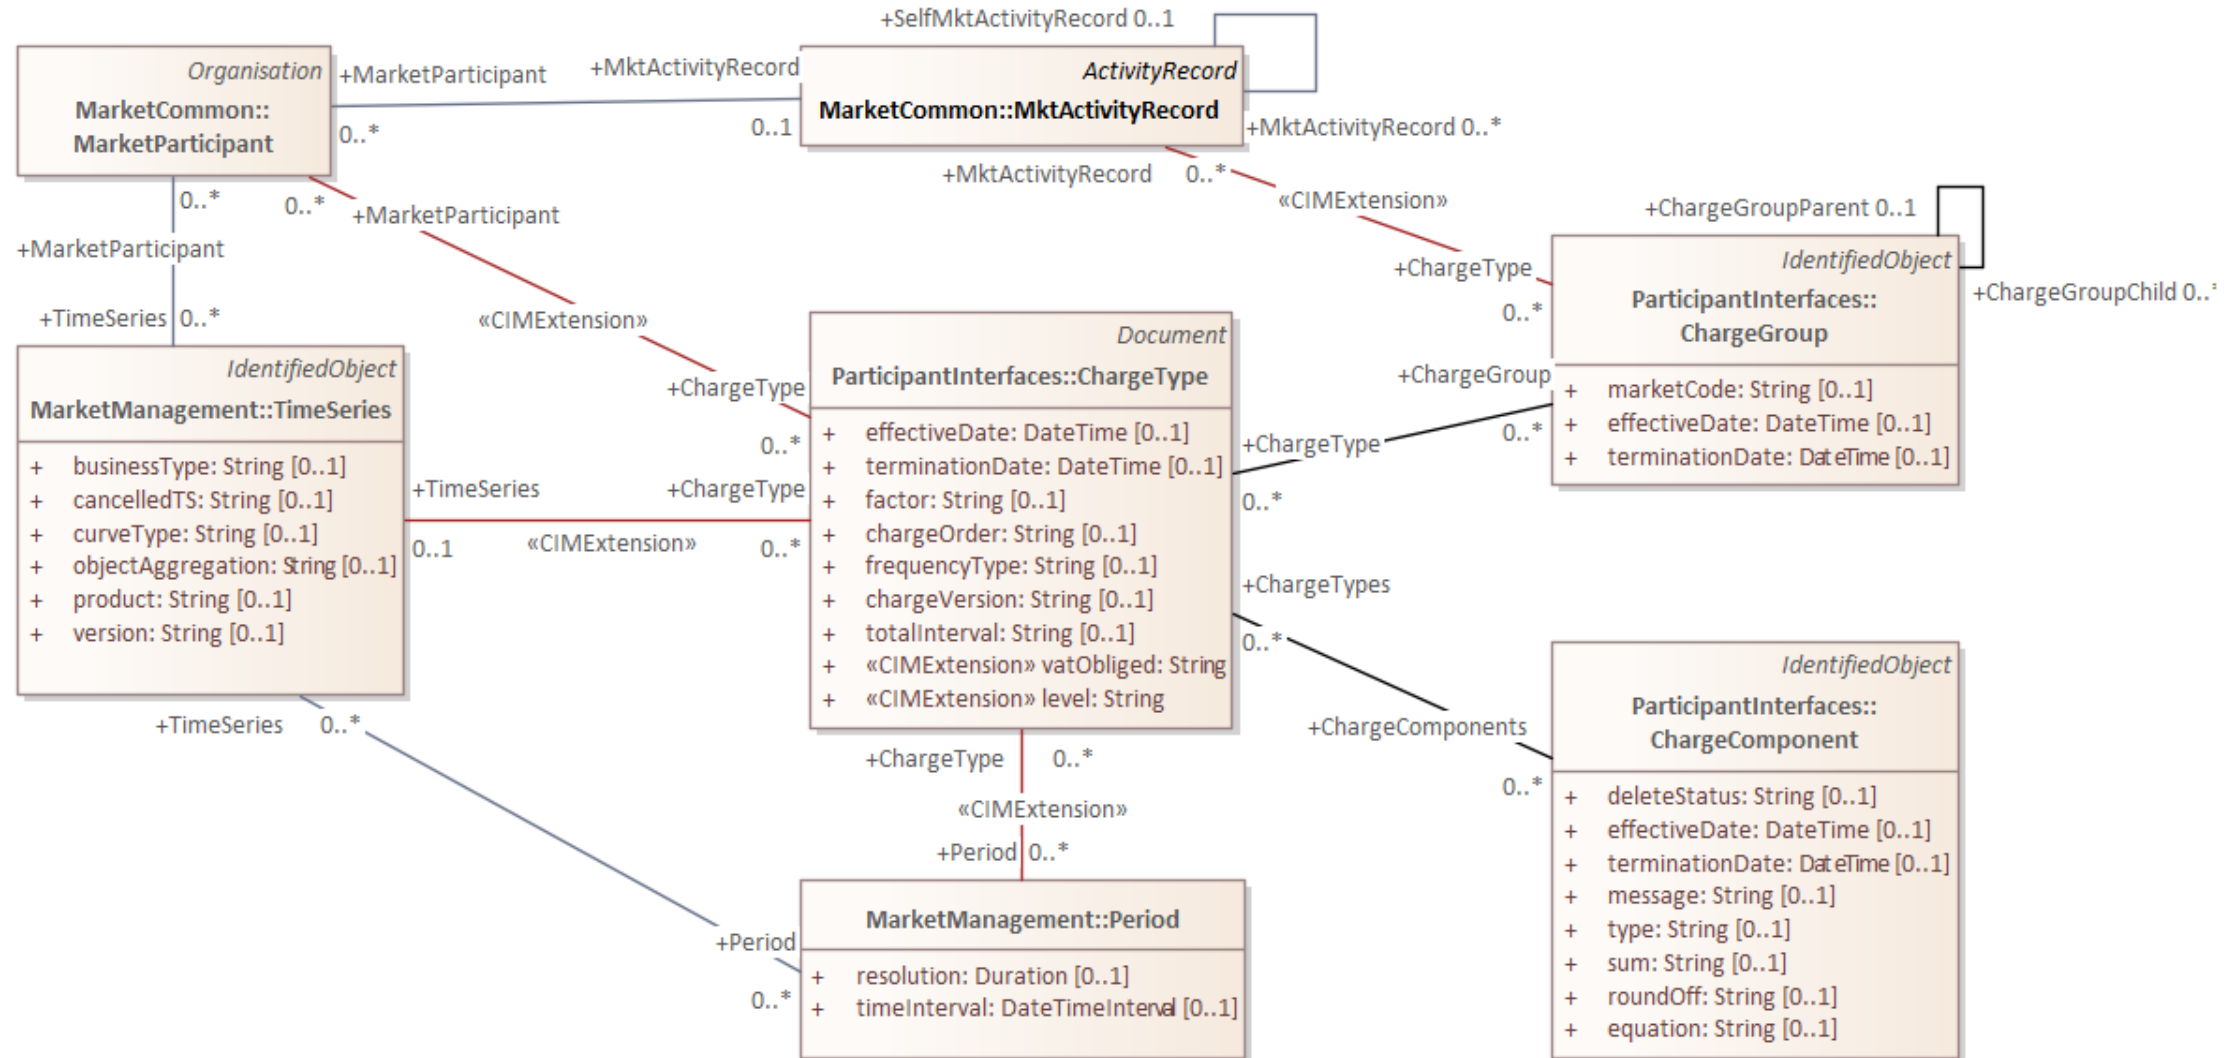 +SelfMktActivityRecord 0..1
Organisation
MarketCommon::
MarketParticipant
+MarketParticipant
0..*
+MktActivityRecord
0..1
ActivityRecord
MarketCommon::MktActivityRecord
+MktActivityRecord 0..*
+MktActivityRecord 0..*
«CIMExtension»
+ChargeType
0..*
0..*
+MarketParticipant
+TimeSeries 0..*
0..*
+MarketParticipant
«CIMExtension»
+ChargeType
0..*
+ChargeGroupParent 0..1
+ChargeGroupChild 0..*
IdentifiedObject
ParticipantInterfaces::
ChargeGroup
+ marketCode: String [0..1]
+ effectiveDate: DateTime [0..1]
+ terminationDate: DateTime [0..1]
IdentifiedObject
MarketManagement::TimeSeries
+ businessType: String [0..1]
+ cancelledTS: String [0..1]
+ curveType: String [0..1]
+ objectAggregation: String [0..1]
+ product: String [0..1]
+ version: String [0..1]
+TimeSeries
0..1
«CIMExtension»
+ChargeType
0..*
Document
ParticipantInterfaces::ChargeType
+ effectiveDate: DateTime [0..1]
+ terminationDate: DateTime [0..1]
+ factor: String [0..1]
+ chargeOrder: String [0..1]
+ frequencyType: String [0..1]
+ chargeVersion: String [0..1]
+ totalInterval: String [0..1]
+ «CIMExtension» vatObliged: String
+ «CIMExtension» level: String
+ChargeGroup
0..*
+ChargeType
0..*
+ChargeTypes
0..*
+ChargeComponents
0..*
IdentifiedObject
ParticipantInterfaces::
ChargeComponent
+ deleteStatus: String [0..1]
+ effectiveDate: DateTime [0..1]
+ terminationDate: DateTime [0..1]
+ message: String [0..1]
+ type: String [0..1]
+ sum: String [0..1]
+ roundOff: String [0..1]
+ equation: String [0..1]
+TimeSeries 0..*
+Period
0..*
+ChargeType 0..*
«CIMExtension»
+Period 0..*
MarketManagement::Period
+ resolution: Duration [0..1]
+ timeInterval: DateTimeInterval [0..1]